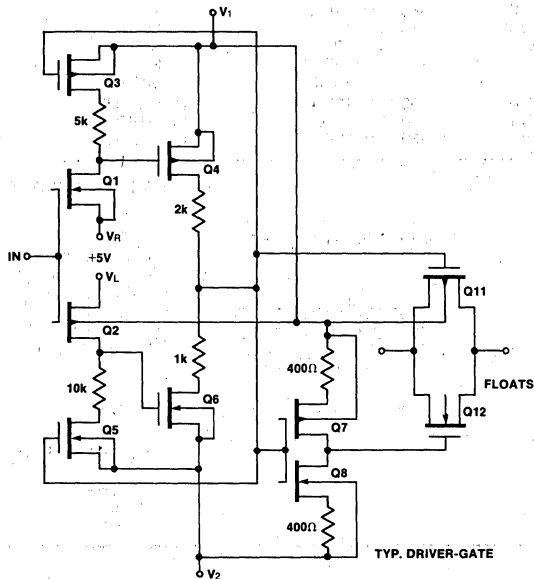 V1
Q3
5k
Q4
Q1
2k
VR
IN
+5V
VL
Q11
Q2
400Ω
FLOATS
1k
Q12
10k
Q6
Q7
Q5
Q8
400Ω
TYP. DRIVER-GATE
V2